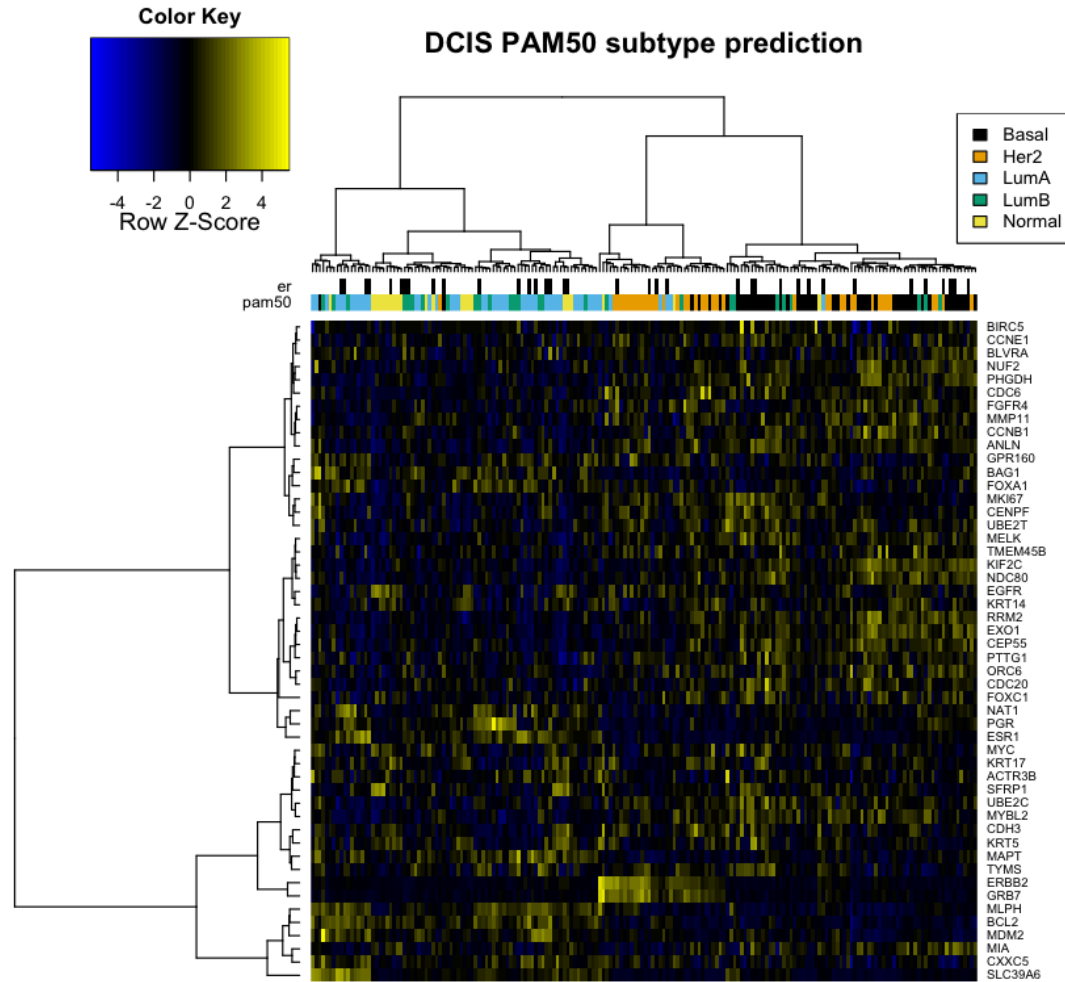 Color Key
-4 -2 0 2 4
Row Z-Score
DCIS PAM50 subtype prediction
Basal
Her2
LumA
LumB
Normal
er
pam50
BIRC5
CCNE1
BLVRA
NUF2
PHGDH
CDC6
FGFR4
MMP11
CCNB1
ANLN
GPR160
BAG1
FOXA1
MKI67
CENPF
UBE2T
MELK
TMEM45B
KIF2C
NDC80
EGFR
KRT14
RRM2
EXO1
CEP55
PTTG1
ORC6
CDC20
FOXC1
NAT1
PGR
ESR1
MYC
KRT17
ACTR3B
SFRP1
UBE2C
MYBL2
CDH3
KRT5
MAPT
TYMS
ERBB2
GRB7
MLPH
BCL2
MDM2
MIA
CXXC5
SLC39A6